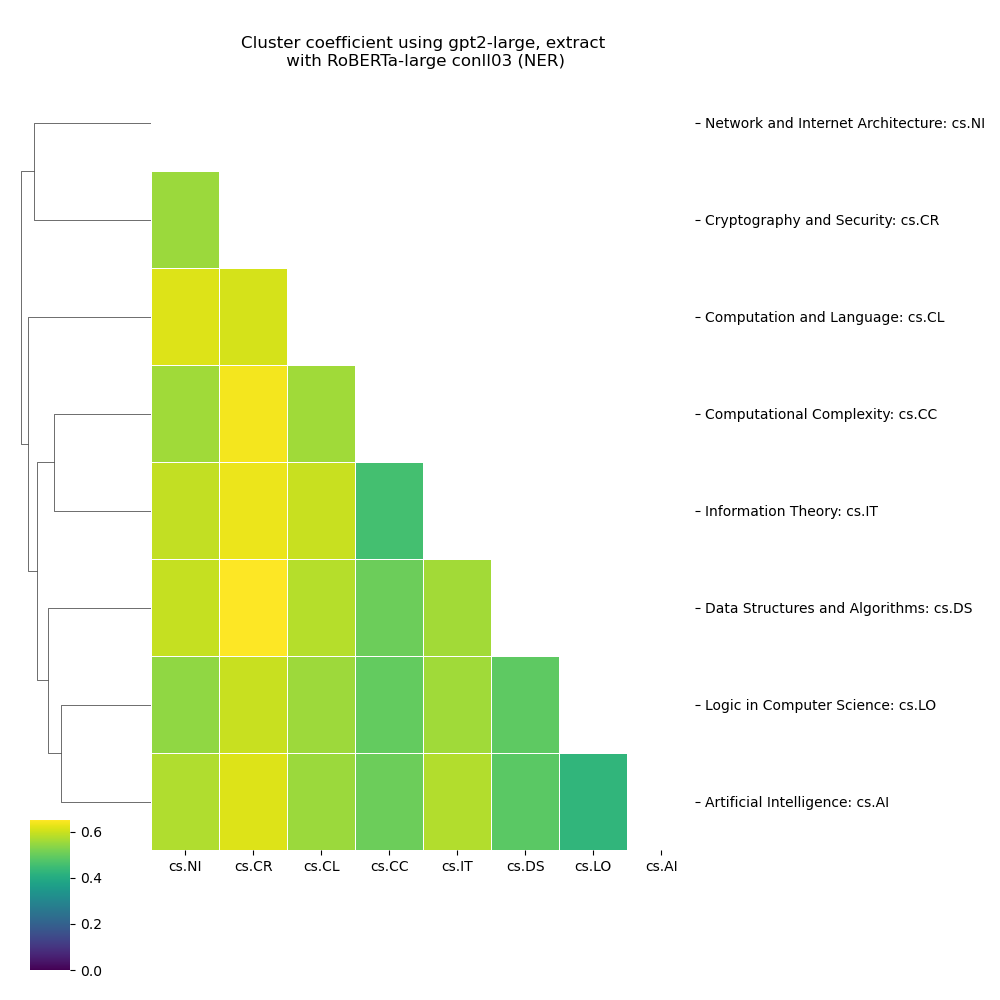 Cluster coefficient using gpt2-large, extract
with RoBERTa-large conll03 (NER)
Network and Internet Architecture: cs.NI
Cryptography and Security: cs.CR
Computation and Language: cs.CL
Computational Complexity: cs.CC
Information Theory: cs.IT
Data Structures and Algorithms: cs.DS
Logic in Computer Science: cs.LO
Artificial Intelligence: cs.AI
cs.NI cs.CR cs.CL cs.CC cs.IT cs.DS cs.LO cs.AI
0.6
0.4
0.2
0.0